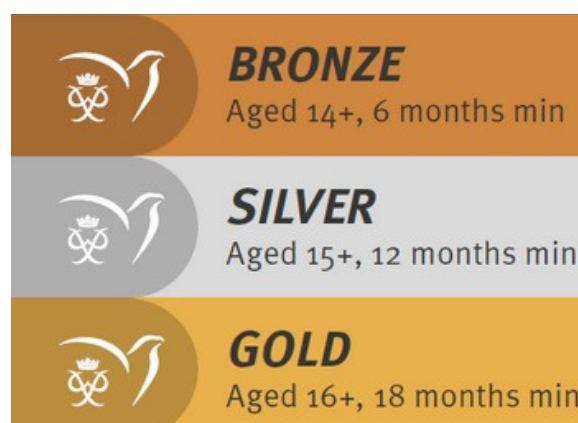 BRONZE
Aged 14+, 6 months min
SILVER
Aged 15+, 12 months min
GOLD
Aged 16+, 18 months min